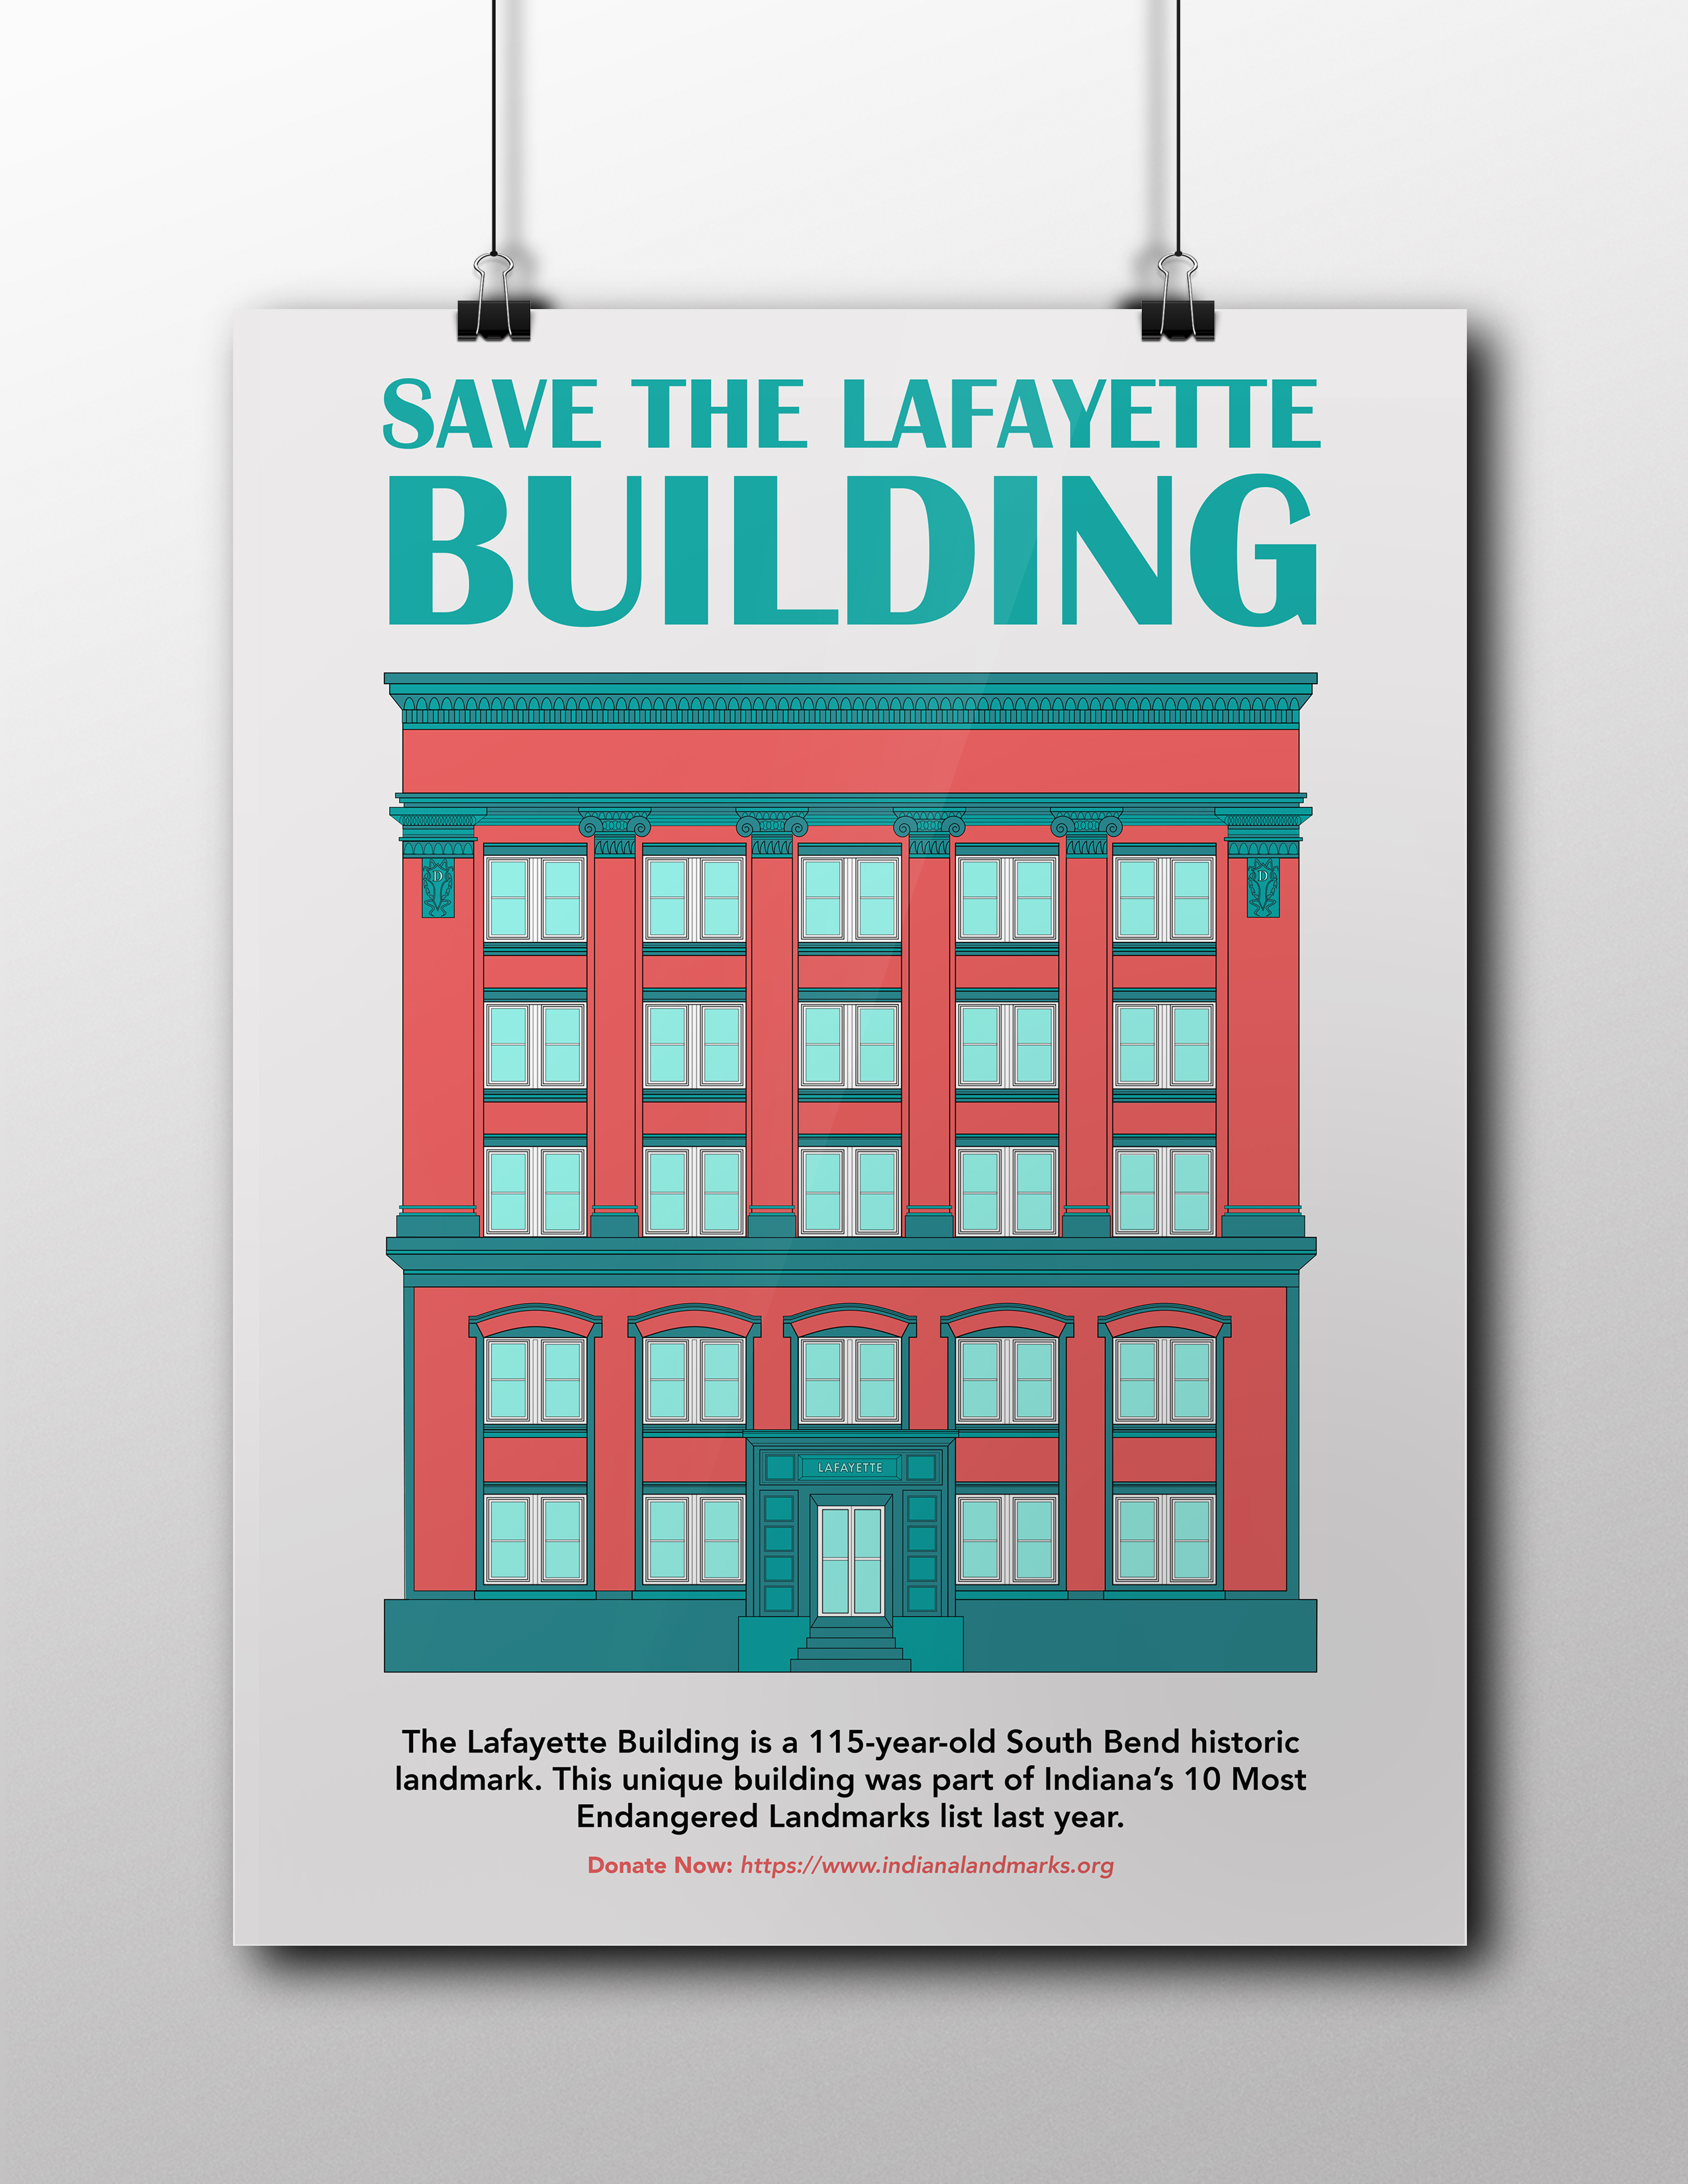 SAVE THE LAFAYETTE
BUILDING
D
D
LAFAYETTE
The Lafayette Building is a 115-year-old South Bend historic
landmark. This unique building was part of Indiana’s 10 Most
Endangered Landmarks list last year.
Donate Now: https://www.indianalandmarks.org